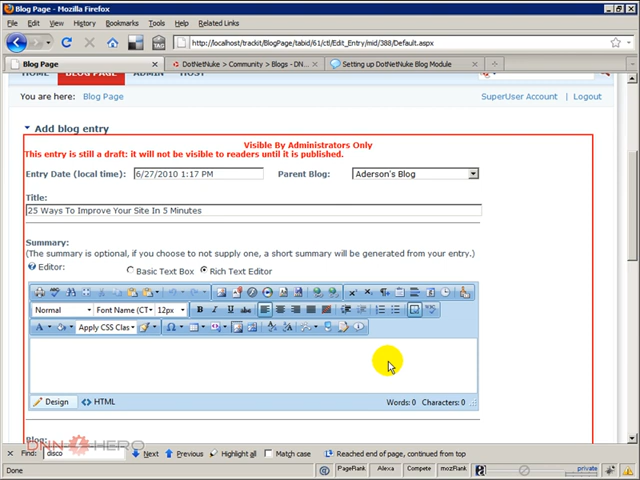 Blog Page - Mozilla Firefox
File Edit View History Bookmarks Tools Help Related Links
http://localhost/trackit/BlogPage/tabid/61/ctl/Edit_Entry/mid/388/Default.aspx
Blog Page
DotNetNuke > Community > Blogs - DN...
Setting up DotNetNuke Blog Module
HOME BLOG PAGE ADMIN HOST
You are here: Blog Page SuperUser Account | Logout
Add blog entry
Visible By Administrators Only
This entry is still a draft: it will not be visible to readers until it is published.
Entry Date (local time): 6/27/2010 1:17 PM Parent Blog: Aderson's Blog
Title:
25 Ways To Improve Your Site In 5 Minutes
Summary:
(The summary is optional, if you choose to not supply one, a short summary will be generated from your entry.)
Editor: Basic Text Box Rich Text Editor
Normal Font Name (CT 12px B I U abc
A Apply CSS Clas Ω
Design HTML Words: 0 Characters: 0
Blog:
DNN HERO
Find: disco Next Previous Highlight all Match case Reached end of page, continued from top
Done PageRank Alexa Compete mozRank private